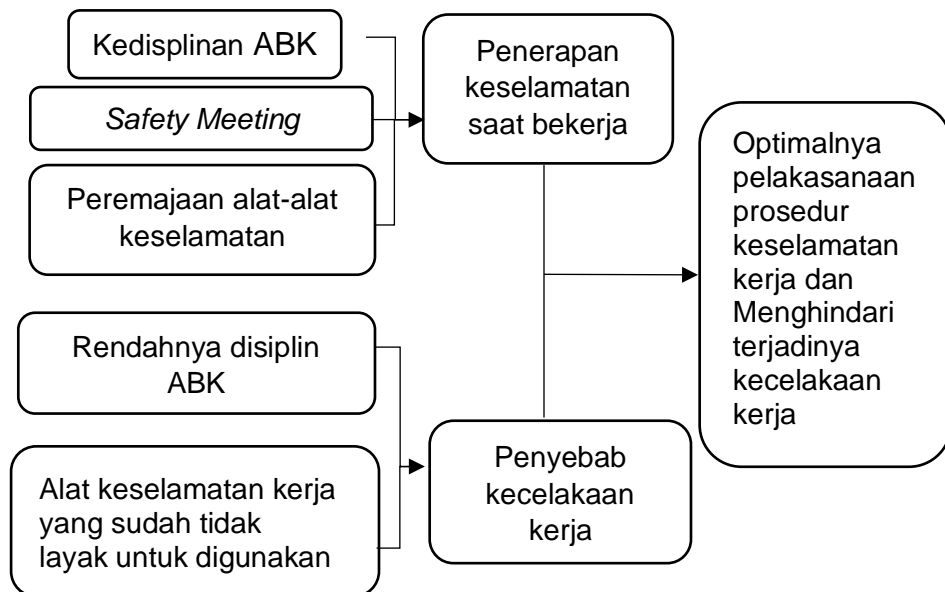 Kedisplinan ABK
Safety Meeting
Peremajaan alat-alat
keselamatan
Penerapan
keselamatan
saat bekerja
Rendahnya disiplin
ABK
Alat keselamatan kerja
yang sudah tidak
layak untuk digunakan
Penyebab
kecelakaan
kerja
Optimalnya
pelakasanaan
prosedur
keselamatan
kerja dan
Menghindari
terjadinya
kecelakaan
kerja